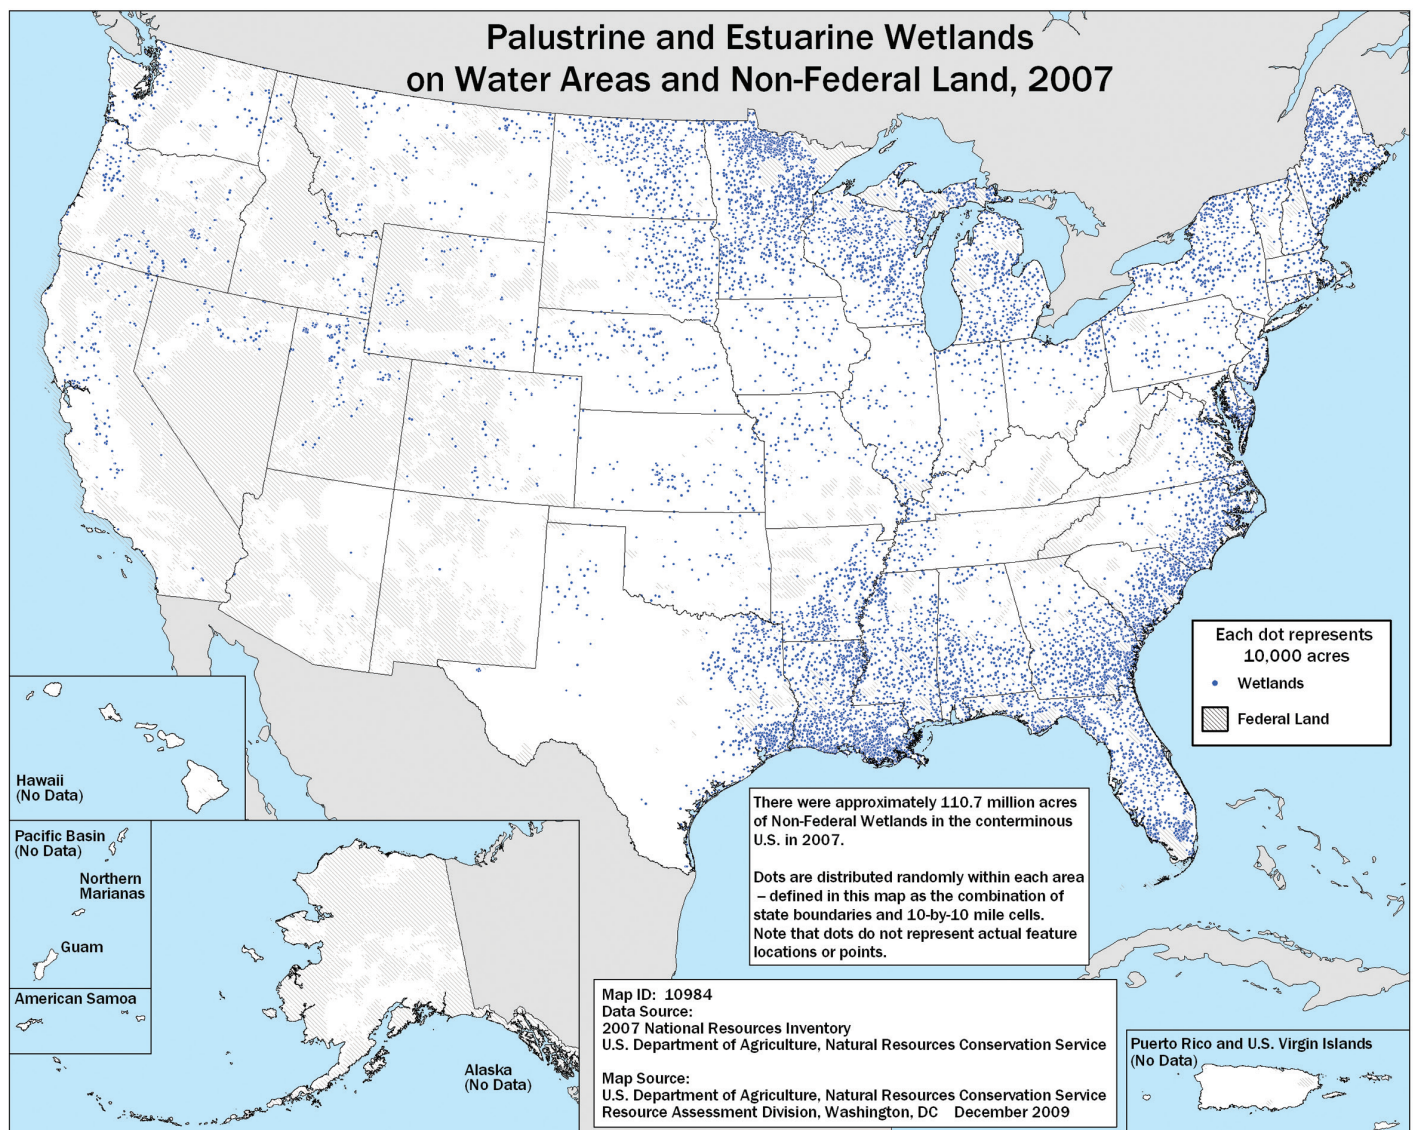 Palustrine and Estuarine Wetlands
on Water Areas and Non-Federal Land, 2007
Each dot represents
10,000 acres
Wetlands
Federal Land
Hawaii
(No Data)
There were approximately 110.7 million acres
of Non-Federal Wetlands in the conterminous
U.S. in 2007.
Dots are distributed randomly within each area
– defined in this map as the combination of
state boundaries and 10-by-10 mile cells.
Note that dots do not represent actual feature
locations or points.
Pacific Basin
(No Data)
Northern
Marianas
Guam
American Samoa
Alaska
(No Data)
Map ID: 10984
Data Source:
2007 National Resources Inventory
U.S. Department of Agriculture, Natural Resources Conservation Service
Map Source:
U.S. Department of Agriculture, Natural Resources Conservation Service
Resource Assessment Division, Washington, DC December 2009
Puerto Rico and U.S. Virgin Islands
(No Data)